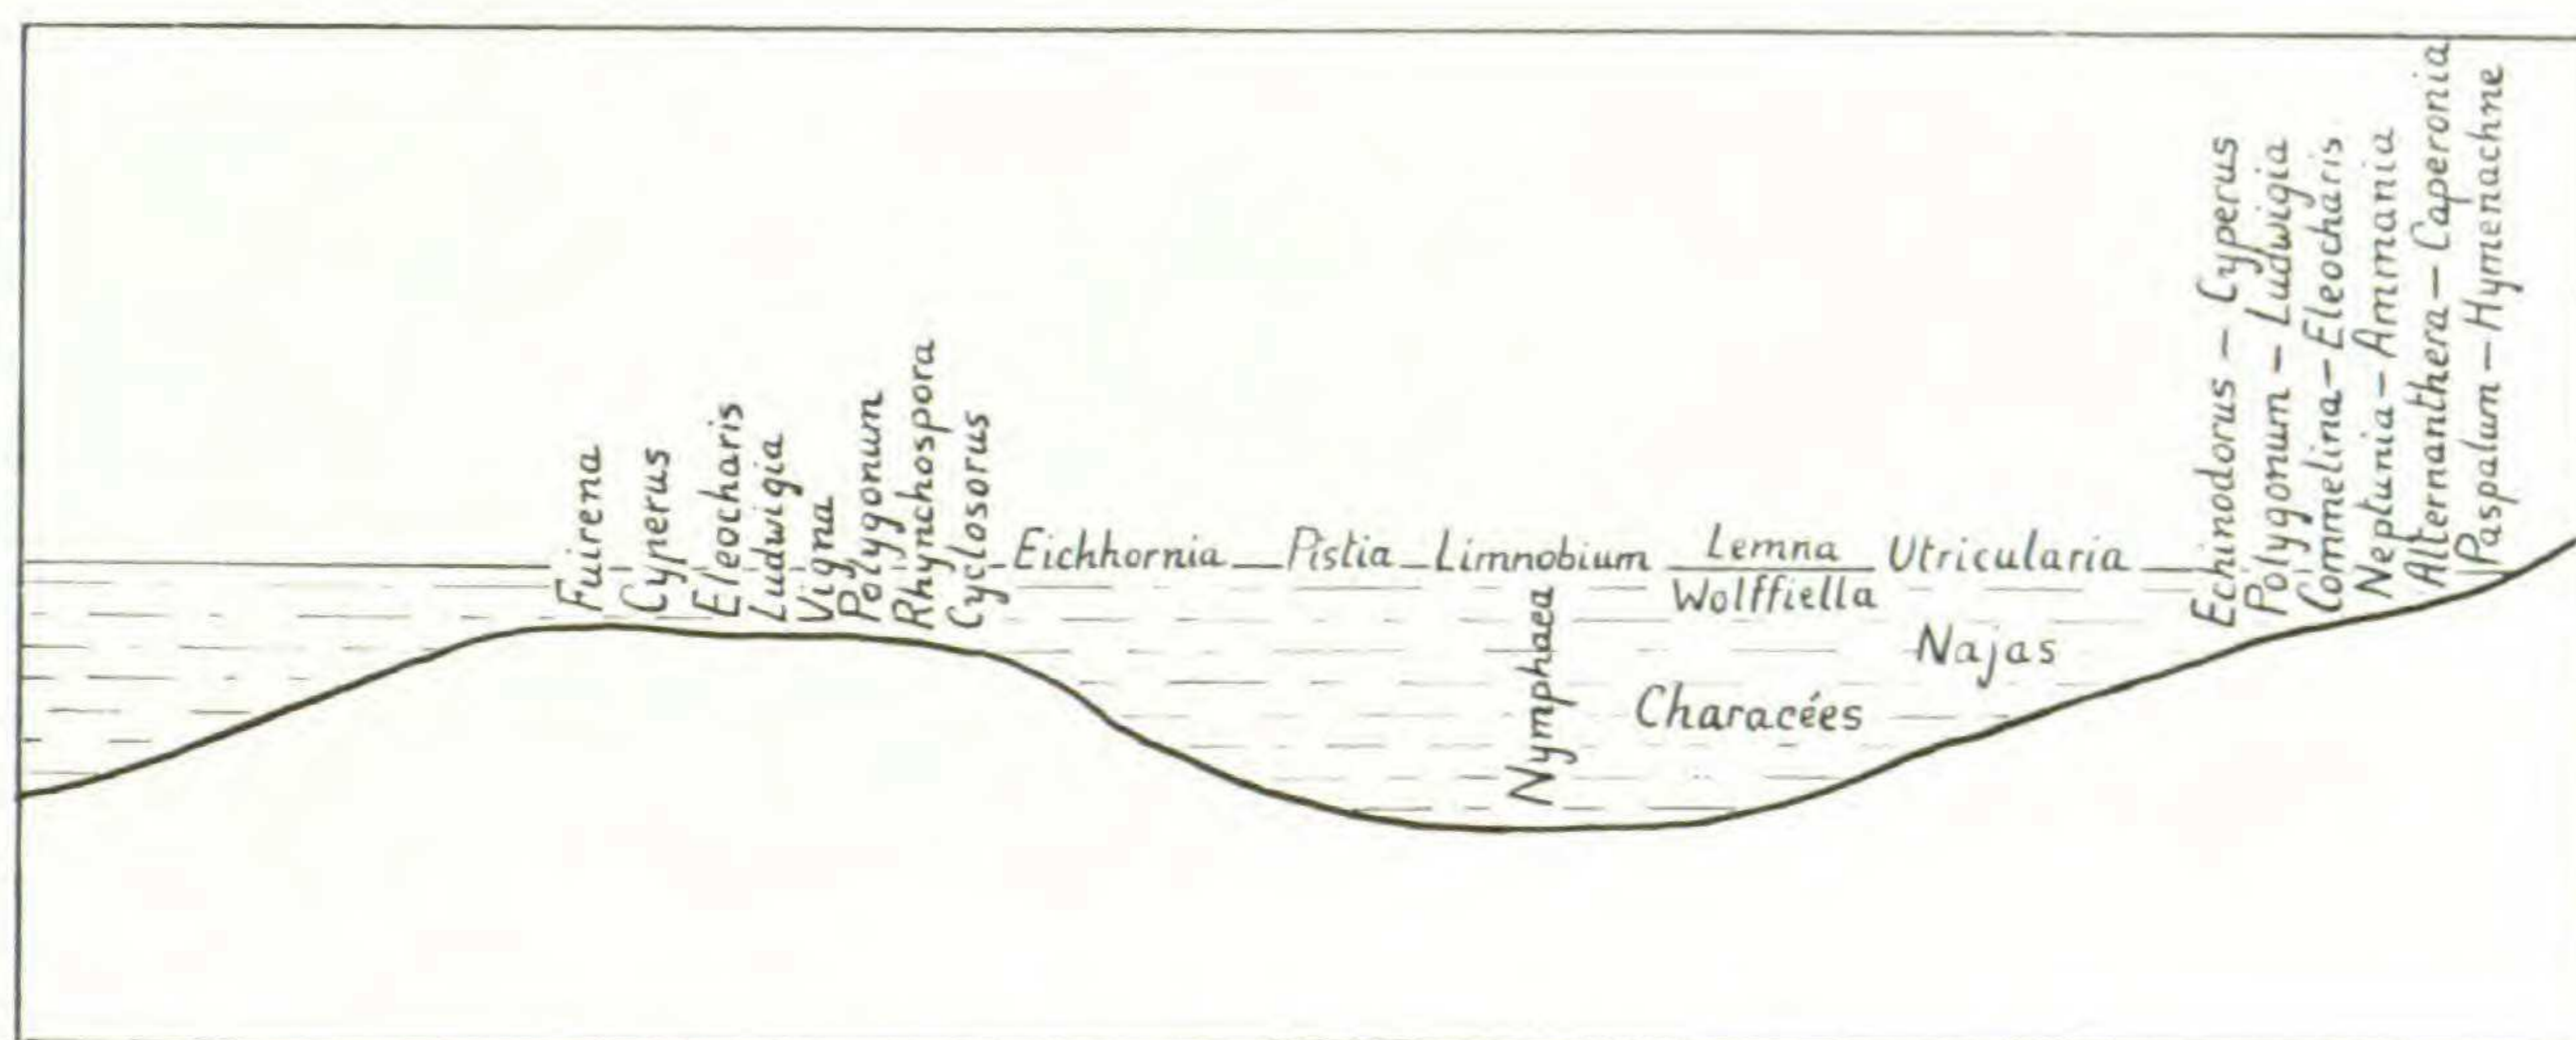 Fuirena
Cyperus
Eleocharis
Ludwigia
Vigna
Polygonum
Rhynchospora
Cyclosorus
Eichhornia — Pistia — Limnobium — Lemna — Utricularia
Wolffiella
Nymphaea
Najas
Characées
Echinodorus — Cyperus
Polygonum — Ludwigia
Commelina — Eleocharis
Neptunia — Ammania
Alternanthera — Caperonia
Paspalum — Hymenachne